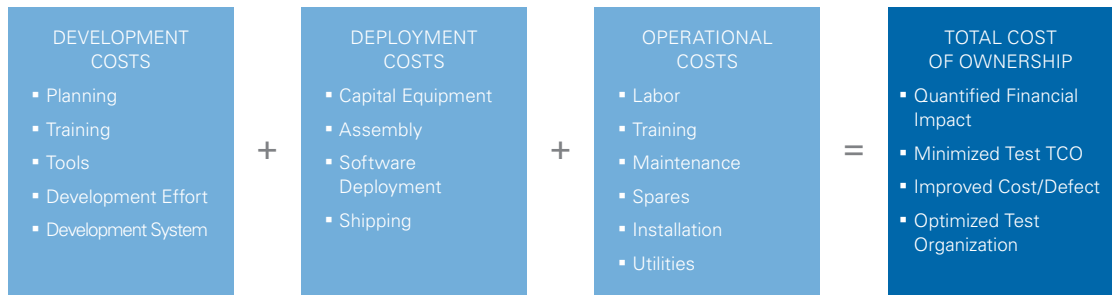 DEVELOPMENT
COSTS
▪ Planning
▪ Training
▪ Tools
▪ Development Effort
▪ Development System
+
DEPLOYMENT
COSTS
▪ Capital Equipment
▪ Assembly
▪ Software
Deployment
▪ Shipping
+
OPERATIONAL
COSTS
▪ Labor
▪ Training
▪ Maintenance
▪ Spares
▪ Installation
▪ Utilities
=
TOTAL COST
OF OWNERSHIP
▪ Quantified Financial
Impact
▪ Minimized Test TCO
▪ Improved Cost/Defect
▪ Optimized Test
Organization